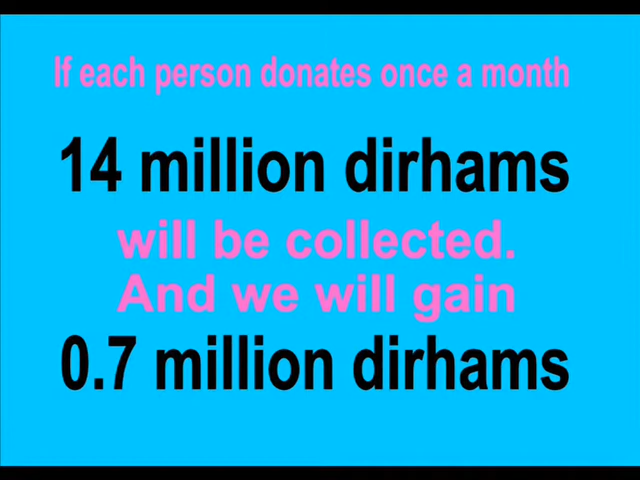 If each person donates once a month
14 million dirhams
will be collected.
And we will gain
0.7 million dirhams